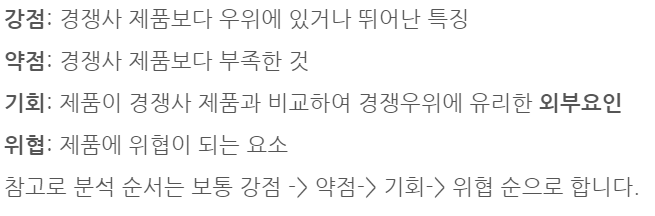 강점: 경쟁사 제품보다 우위에 있거나 뛰어난 특징
약점: 경쟁사 제품보다 부족한 것
기회: 제품이 경쟁사 제품과 비교하여 경쟁우위에 유리한 외부요인
위협: 제품에 위협이 되는 요소
참고로 분석 순서는 보통 강점 -> 약점-> 기회-> 위협 순으로 합니다.